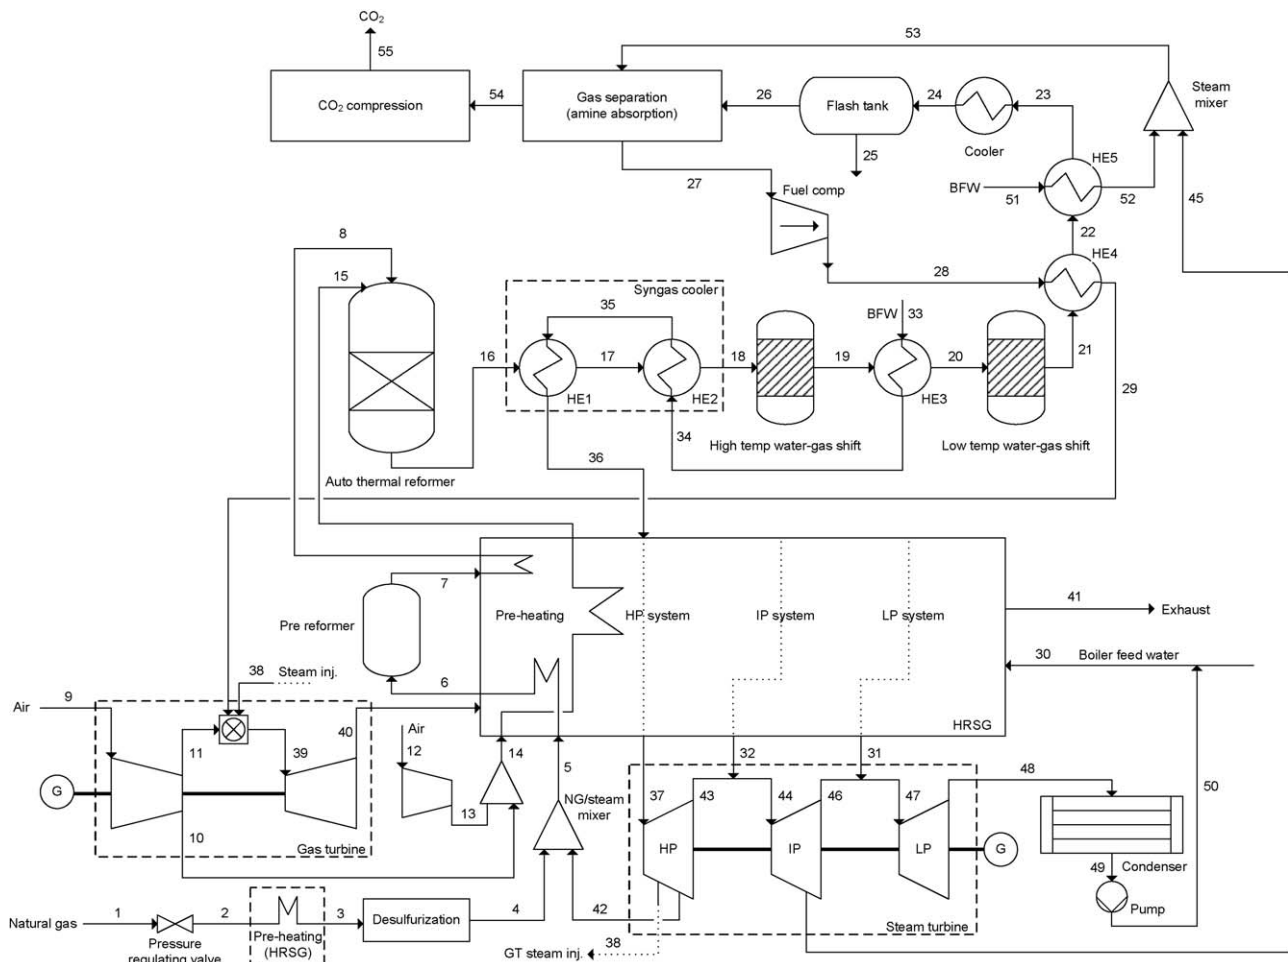 CO2
55
53
CO2 compression
54
Gas separation
(amine absorption)
26
Flash tank
24
23
Steam
mixer
25
Cooler
HE5
BFW
51
52
45
27
Fuel comp
22
8
HE4
15
28
Syngas cooler
35
BFW
33
16
17
18
19
20
21
HE1
HE2
HE3
29
34
High temp water-gas shift
Low temp water-gas shift
36
Auto thermal reformer
7
Pre-heating
HP system
IP system
LP system
41
Exhaust
Pre reformer
30
Boiler feed water
38
Steam inj.
6
9
Air
40
HRSG
Air
11
39
12
14
5
32
31
48
G
13
NG/steam
mixer
37
43
44
46
47
50
10
Gas turbine
HP
IP
LP
G
49
Condenser
Natural gas
1
2
3
Desulfurization
4
42
Pump
Steam turbine
Pressure
regulating valve
Pre-heating
(HRSG)
GT steam inj.
38